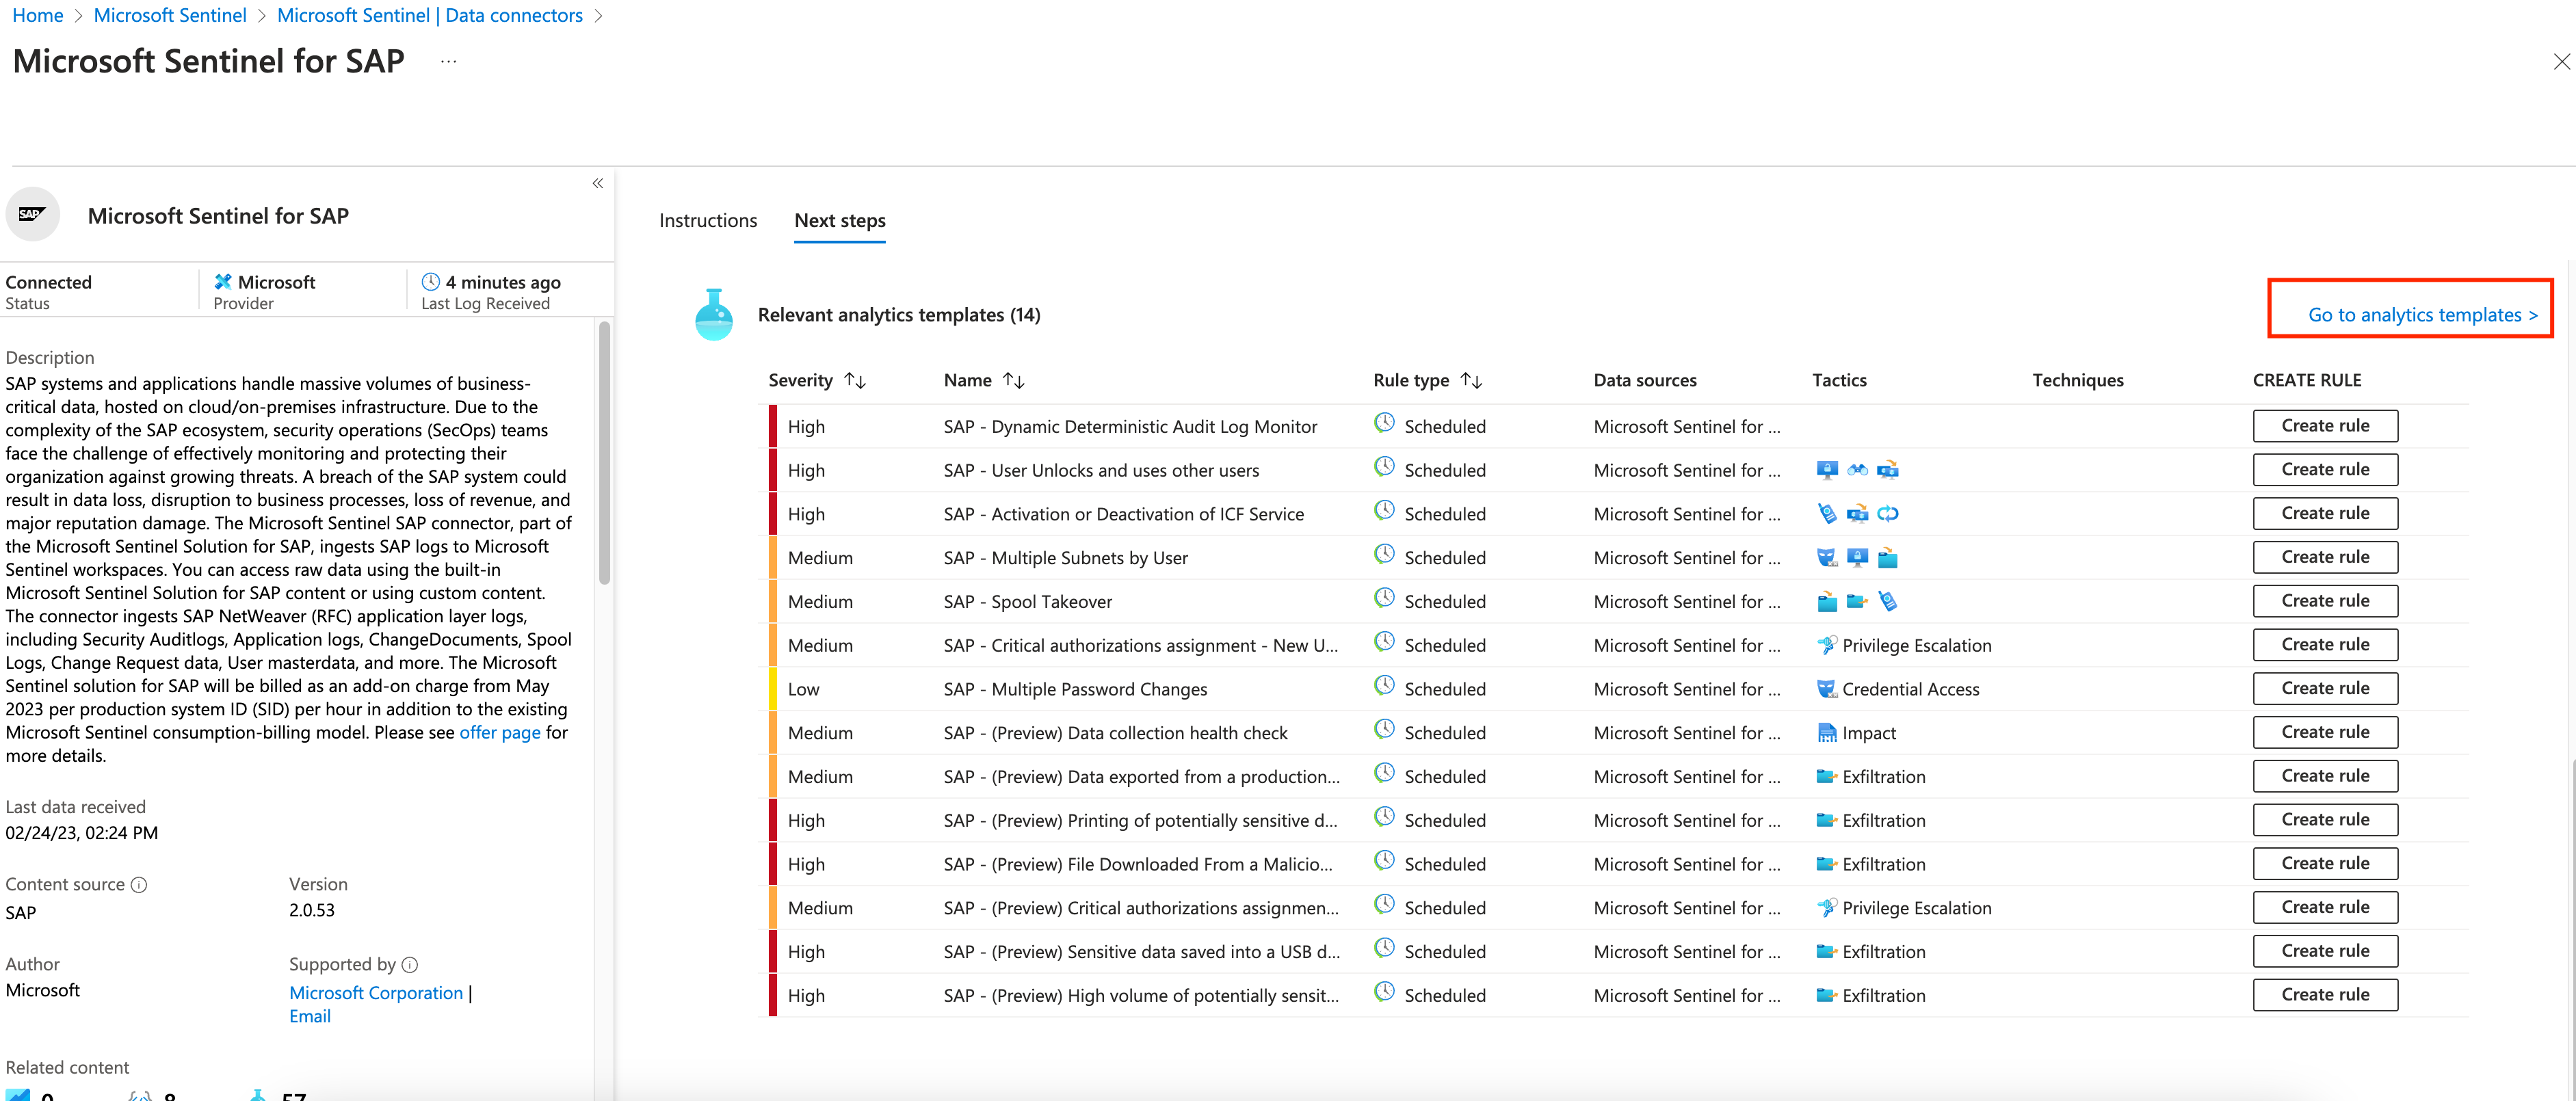 Home > Microsoft Sentinel > Microsoft Sentinel | Data connectors >
Microsoft Sentinel for SAP ...
SAP
Microsoft Sentinel for SAP
Connected
Status
Microsoft
Provider
4 minutes ago
Last Log Received
Description
SAP systems and applications handle massive volumes of business-
critical data, hosted on cloud/on-premises infrastructure. Due to the
complexity of the SAP ecosystem, security operations (SecOps) teams
face the challenge of effectively monitoring and protecting their
organization against growing threats. A breach of the SAP system could
result in data loss, disruption to business processes, loss of revenue, and
major reputation damage. The Microsoft Sentinel SAP connector, part of
the Microsoft Sentinel Solution for SAP, ingests SAP logs to Microsoft
Sentinel workspaces. You can access raw data using the built-in
Microsoft Sentinel Solution for SAP content or using custom content.
The connector ingests SAP NetWeaver (RFC) application layer logs,
including Security Auditlogs, Application logs, ChangeDocuments, Spool
Logs, Change Request data, User masterdata, and more. The Microsoft
Sentinel solution for SAP will be billed as an add-on charge from May
2023 per production system ID (SID) per hour in addition to the existing
Microsoft Sentinel consumption-billing model. Please see offer page for
more details.
Last data received
02/24/23, 02:24 PM
Content source
SAP
Version
2.0.53
Author
Microsoft
Supported by
Microsoft Corporation |
Email
Related content
0 8 57
Instructions Next steps
Relevant analytics templates (14)
Go to analytics templates >
Severity Name Rule type Data sources Tactics Techniques CREATE RULE
High SAP - Dynamic Deterministic Audit Log Monitor Scheduled Microsoft Sentinel for ... Create rule
High SAP - User Unlocks and uses other users Scheduled Microsoft Sentinel for ... Create rule
High SAP - Activation or Deactivation of ICF Service Scheduled Microsoft Sentinel for ... Create rule
Medium SAP - Multiple Subnets by User Scheduled Microsoft Sentinel for ... Create rule
Medium SAP - Spool Takeover Scheduled Microsoft Sentinel for ... Create rule
Medium SAP - Critical authorizations assignment - New U... Scheduled Microsoft Sentinel for ... Privilege Escalation Create rule
Low SAP - Multiple Password Changes Scheduled Microsoft Sentinel for ... Credential Access Create rule
Medium SAP - (Preview) Data collection health check Scheduled Microsoft Sentinel for ... Impact Create rule
Medium SAP - (Preview) Data exported from a production... Scheduled Microsoft Sentinel for ... Exfiltration Create rule
High SAP - (Preview) Printing of potentially sensitive d... Scheduled Microsoft Sentinel for ... Exfiltration Create rule
High SAP - (Preview) File Downloaded From a Malicio... Scheduled Microsoft Sentinel for ... Exfiltration Create rule
Medium SAP - (Preview) Critical authorizations assignmen... Scheduled Microsoft Sentinel for ... Privilege Escalation Create rule
High SAP - (Preview) Sensitive data saved into a USB d... Scheduled Microsoft Sentinel for ... Exfiltration Create rule
High SAP - (Preview) High volume of potentially sensit... Scheduled Microsoft Sentinel for ... Exfiltration Create rule